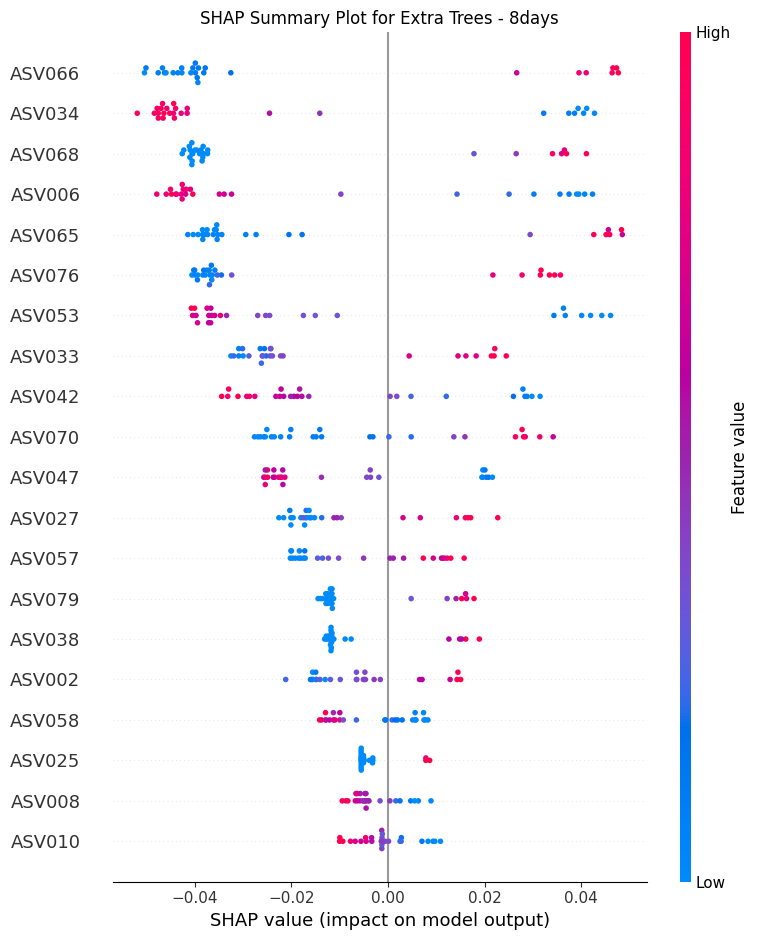 SHAP Summary Plot for Extra Trees - 8days
High
ASV066
ASV034
ASV068
ASV006
ASV065
ASV076
ASV053
ASV033
ASV042
ASV070
ASV047
ASV027
ASV057
ASV079
ASV038
ASV002
ASV058
ASV025
ASV008
ASV010
Feature value
Low
−0.04 −0.02 0.00 0.02 0.04
SHAP value (impact on model output)